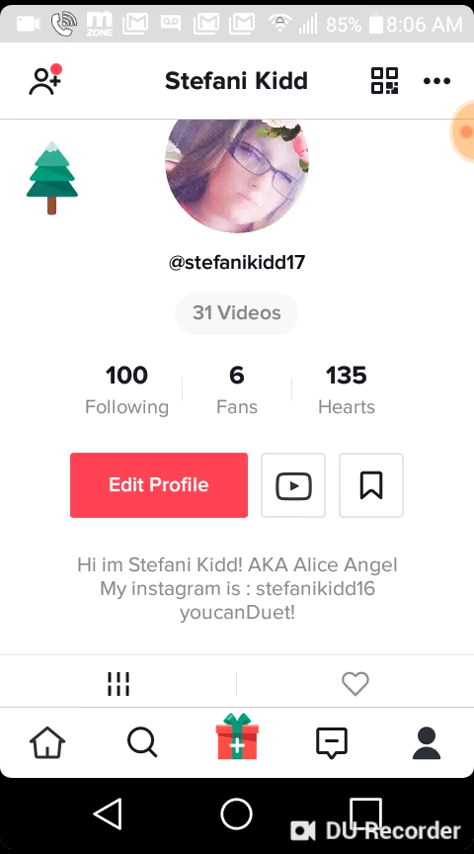 m
ZONE
85% 8:06 AM
Stefani Kidd
@stefanikidd17
31 Videos
100 6 135
Following Fans Hearts
Edit Profile
Hi im Stefani Kidd! AKA Alice Angel
My instagram is : stefanikidd16
youcanDuet!
DU Recorder